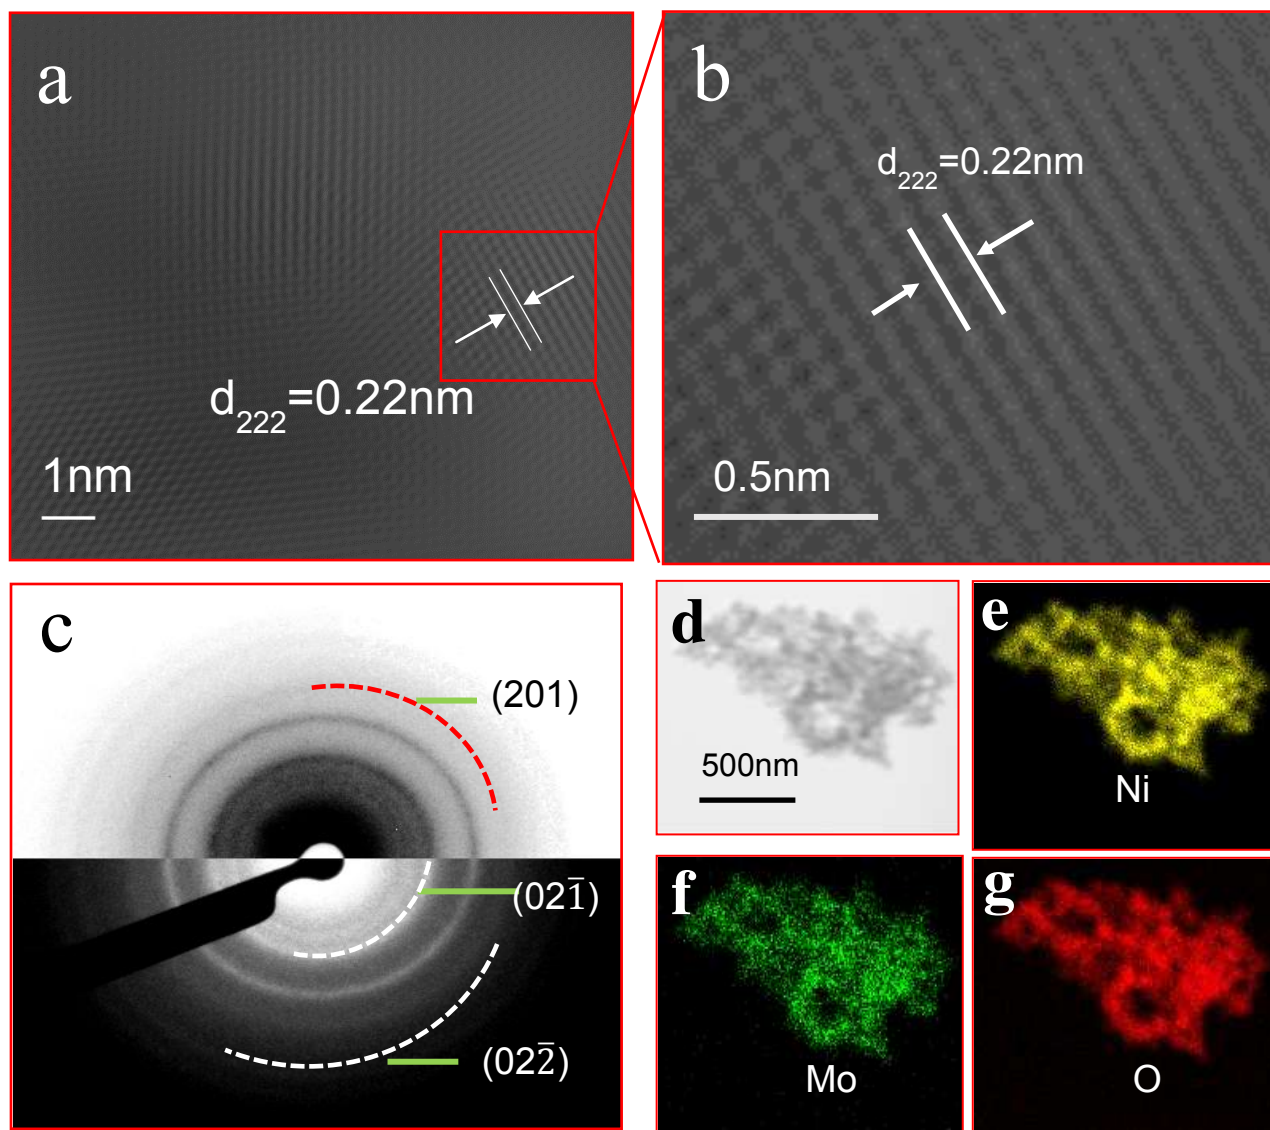 a
d₂₂₂=0.22nm
1nm
b
d₂₂₂=0.22nm
0.5nm
c
(201)
(021̅)
(022̅)
d
500nm
e
Ni
f
Mo
g
O